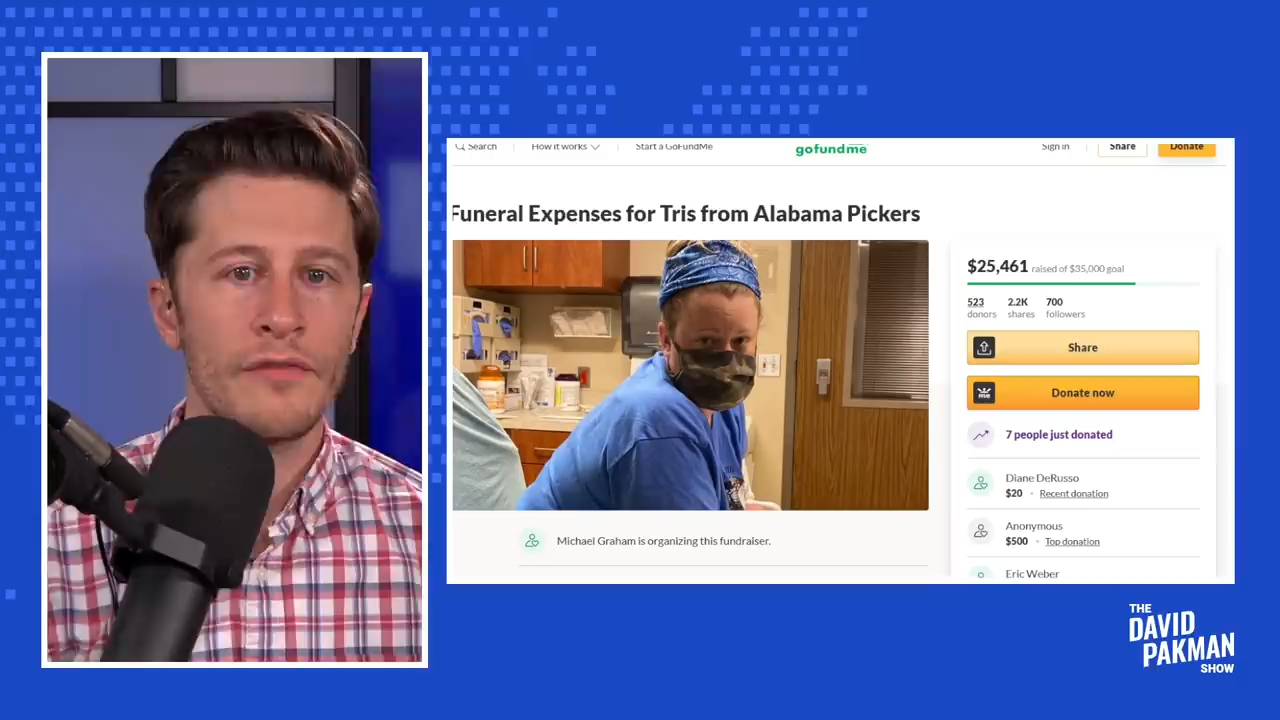 Search
How it works
Start a GoFundMe
gofundme
Sign in
Share
Donate
Funeral Expenses for Tris from Alabama Pickers
$25,461 raised of $35,000 goal
523 2.2K 700
donors shares followers
Share
me Donate now
7 people just donated
Diane DeRusso
$20 • Recent donation
Anonymous
$500 • Top donation
Eric Weber
Michael Graham is organizing this fundraiser.
THE
DAVID
PAKMAN
SHOW